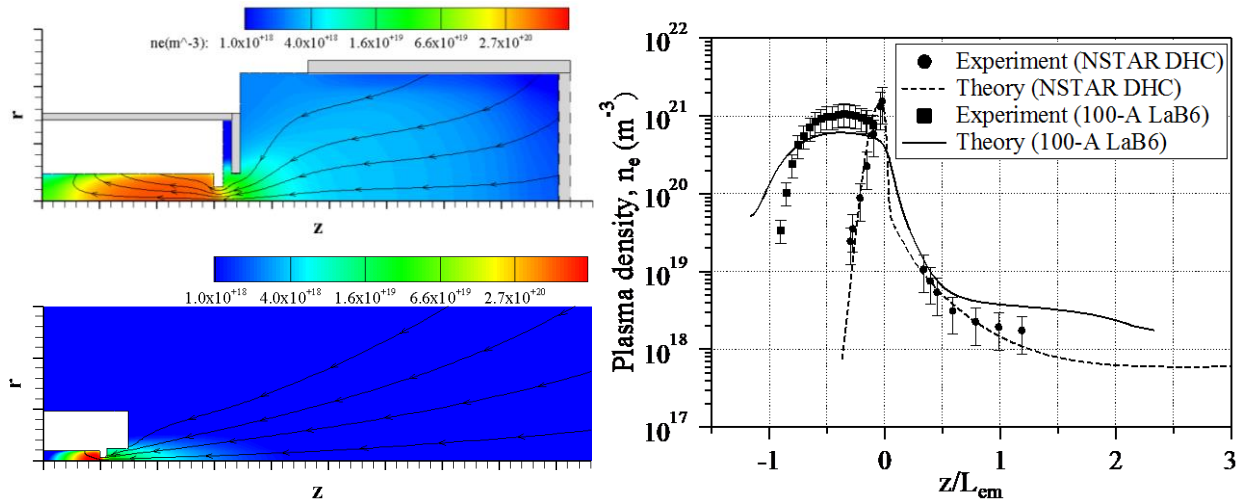 ne(m^-3): 1.0x10+18 4.0x10+18 1.6x10+19 6.6x10+19 2.7x10+20
r
z
1.0x10+18 4.0x10+18 1.6x10+19 6.6x10+19 2.7x10+20
r
z
Plasma density, ne (m-3)
10^22
10^21
10^20
10^19
10^18
10^17
Experiment (NSTAR DHC)
Theory (NSTAR DHC)
Experiment (100-A LaB6)
Theory (100-A LaB6)
-1 0 1 2 3
z/Lem